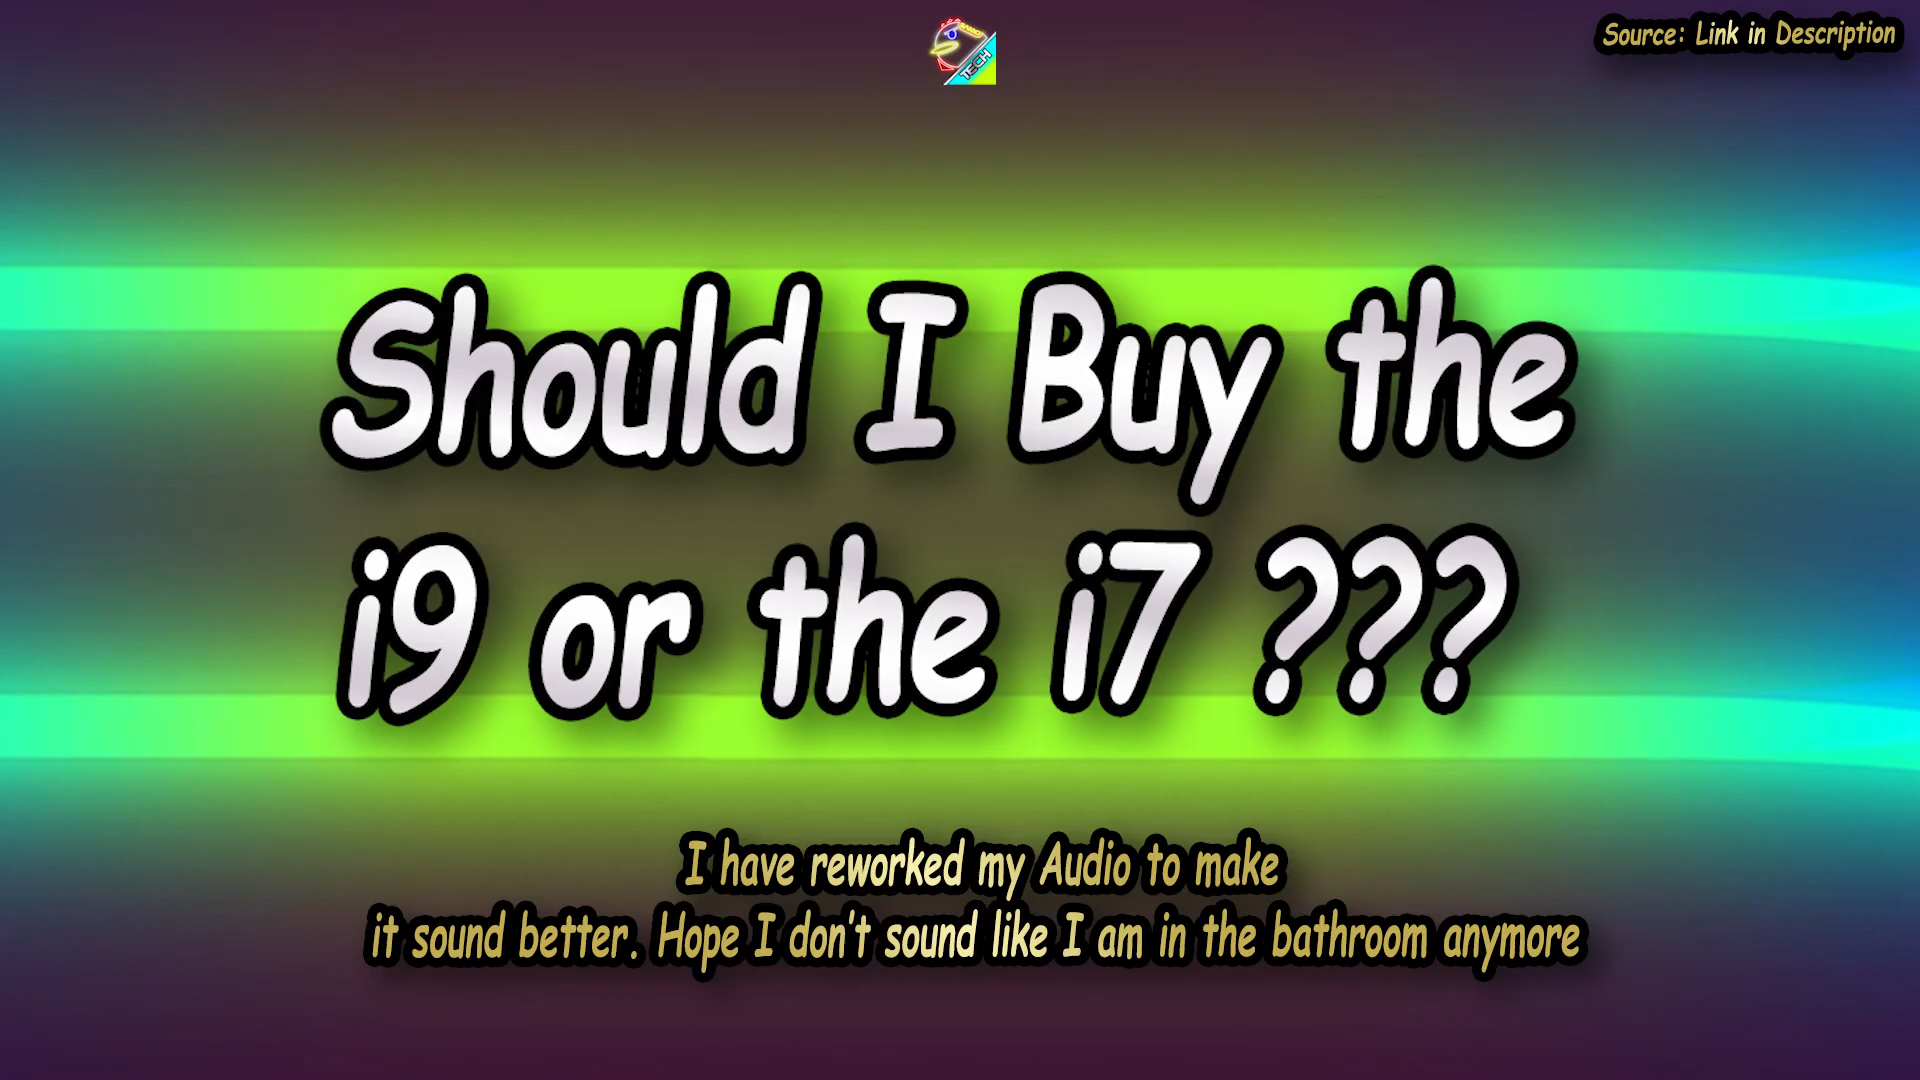 Source: Link in Description
TECH
Should I Buy the
i9 or the i7 ???
I have reworked my Audio to make
it sound better. Hope I don't sound like I am in the bathroom anymore